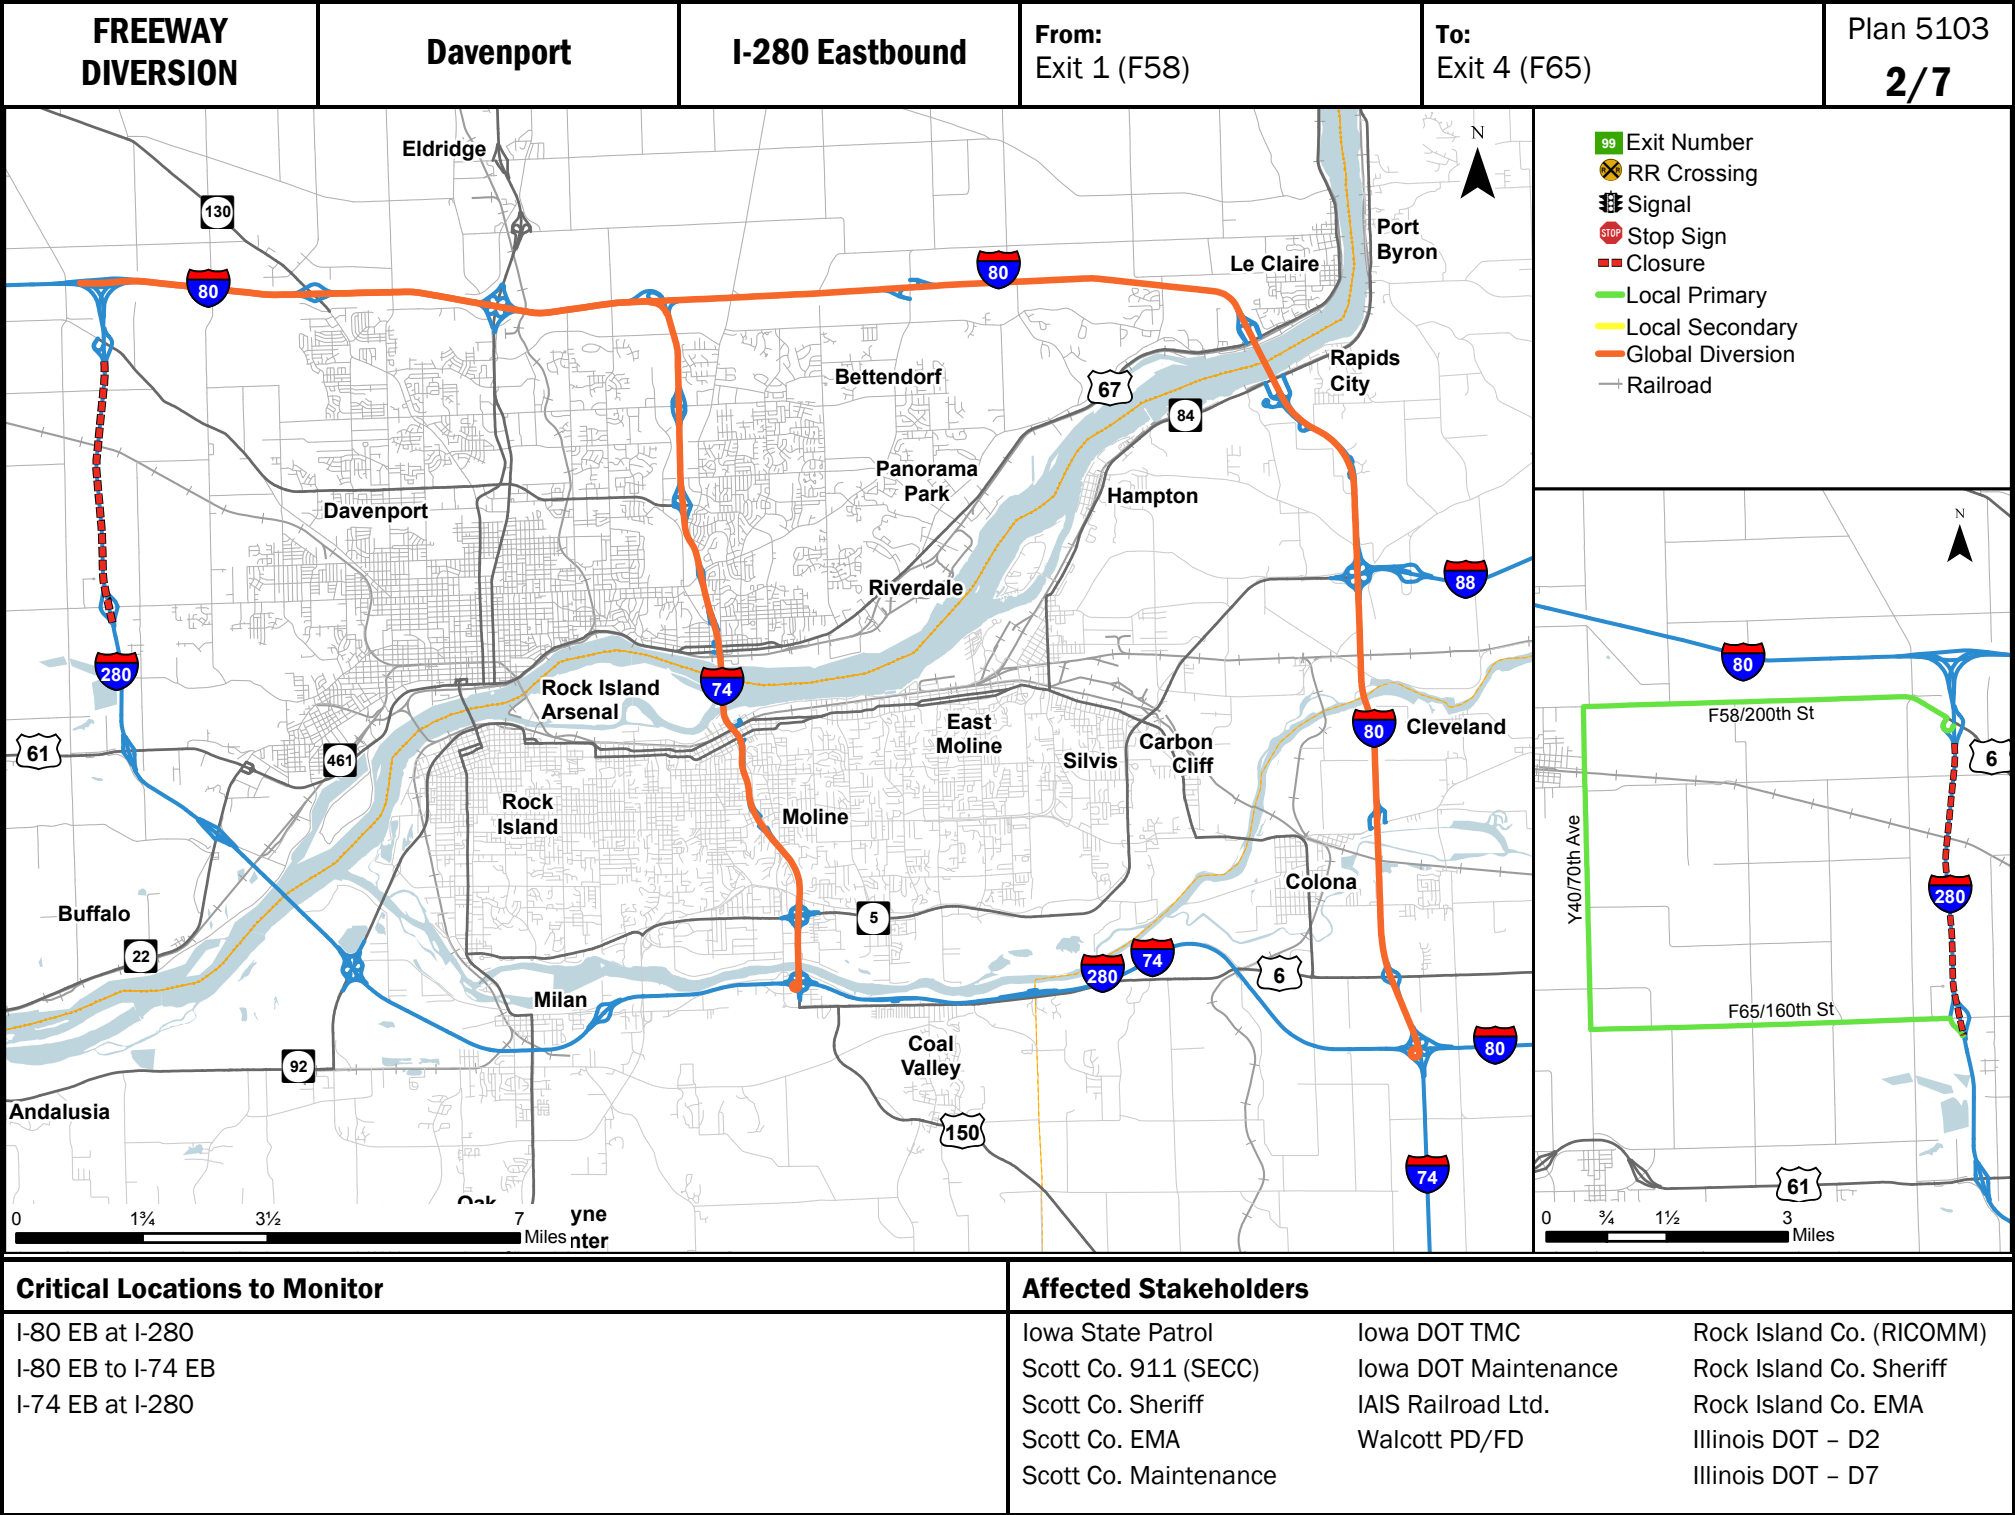 FREEWAY
DIVERSION
Davenport
I-280 Eastbound
From:
Exit 1 (F58)
To:
Exit 4 (F65)
Plan 5103
2/7
Eldridge
N
130
Port
Byron
Le Claire
80
80
Rapids
City
Bettendorf
67
84
Panorama
Park
Hampton
Davenport
88
Riverdale
280
74
Rock Island
Arsenal
East
Moline
80
Cleveland
61
461
Silvis
Carbon
Cliff
Rock
Island
Moline
Colona
Buffalo
5
22
280
74
6
Milan
Coal
Valley
80
92
Andalusia
150
74
Oak
yne
nter
0
1¾
3½
7
Miles
99
Exit Number
RR Crossing
Signal
STOP
Stop Sign
Closure
Local Primary
Local Secondary
Global Diversion
Railroad
N
80
F58/200th St
6
Y40/70th Ave
280
F65/160th St
61
0
¾
1½
3
Miles
Critical Locations to Monitor
I-80 EB at I-280
I-80 EB to I-74 EB
I-74 EB at I-280
Affected Stakeholders
Iowa State Patrol
Scott Co. 911 (SECC)
Scott Co. Sheriff
Scott Co. EMA
Scott Co. Maintenance
Iowa DOT TMC
Iowa DOT Maintenance
IAIS Railroad Ltd.
Walcott PD/FD
Rock Island Co. (RICOMM)
Rock Island Co. Sheriff
Rock Island Co. EMA
Illinois DOT – D2
Illinois DOT – D7